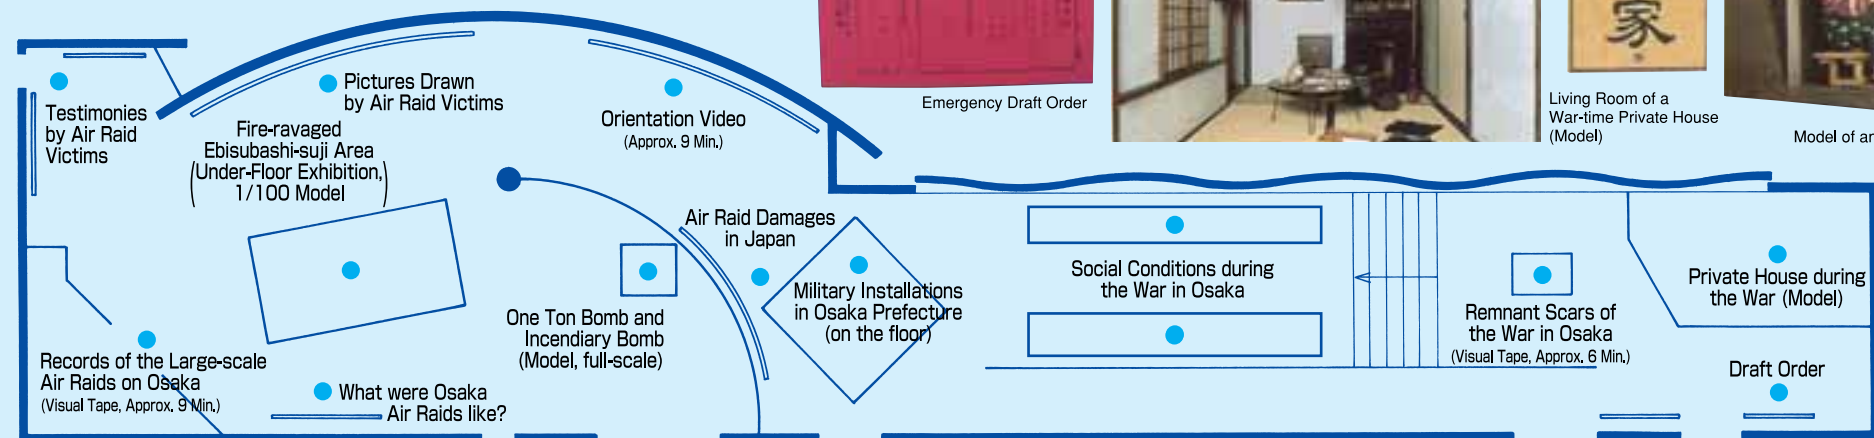 Emergency Draft Order
家
Living Room of a
War-time Private House
(Model)
Model of an
Testimonies
by Air Raid
Victims
Pictures Drawn
by Air Raid Victims
Fire-ravaged
Ebisubashi-suji Area
(Under-Floor Exhibition,
1/100 Model)
Orientation Video
(Approx. 9 Min.)
Air Raid Damages
in Japan
Military Installations
in Osaka Prefecture
(on the floor)
One Ton Bomb and
Incendiary Bomb
(Model, full-scale)
Records of the Large-scale
Air Raids on Osaka
(Visual Tape, Approx. 9 Min.)
What were Osaka
Air Raids like?
Social Conditions during
the War in Osaka
Remnant Scars of
the War in Osaka
(Visual Tape, Approx. 6 Min.)
Private House during
the War (Model)
Draft Order